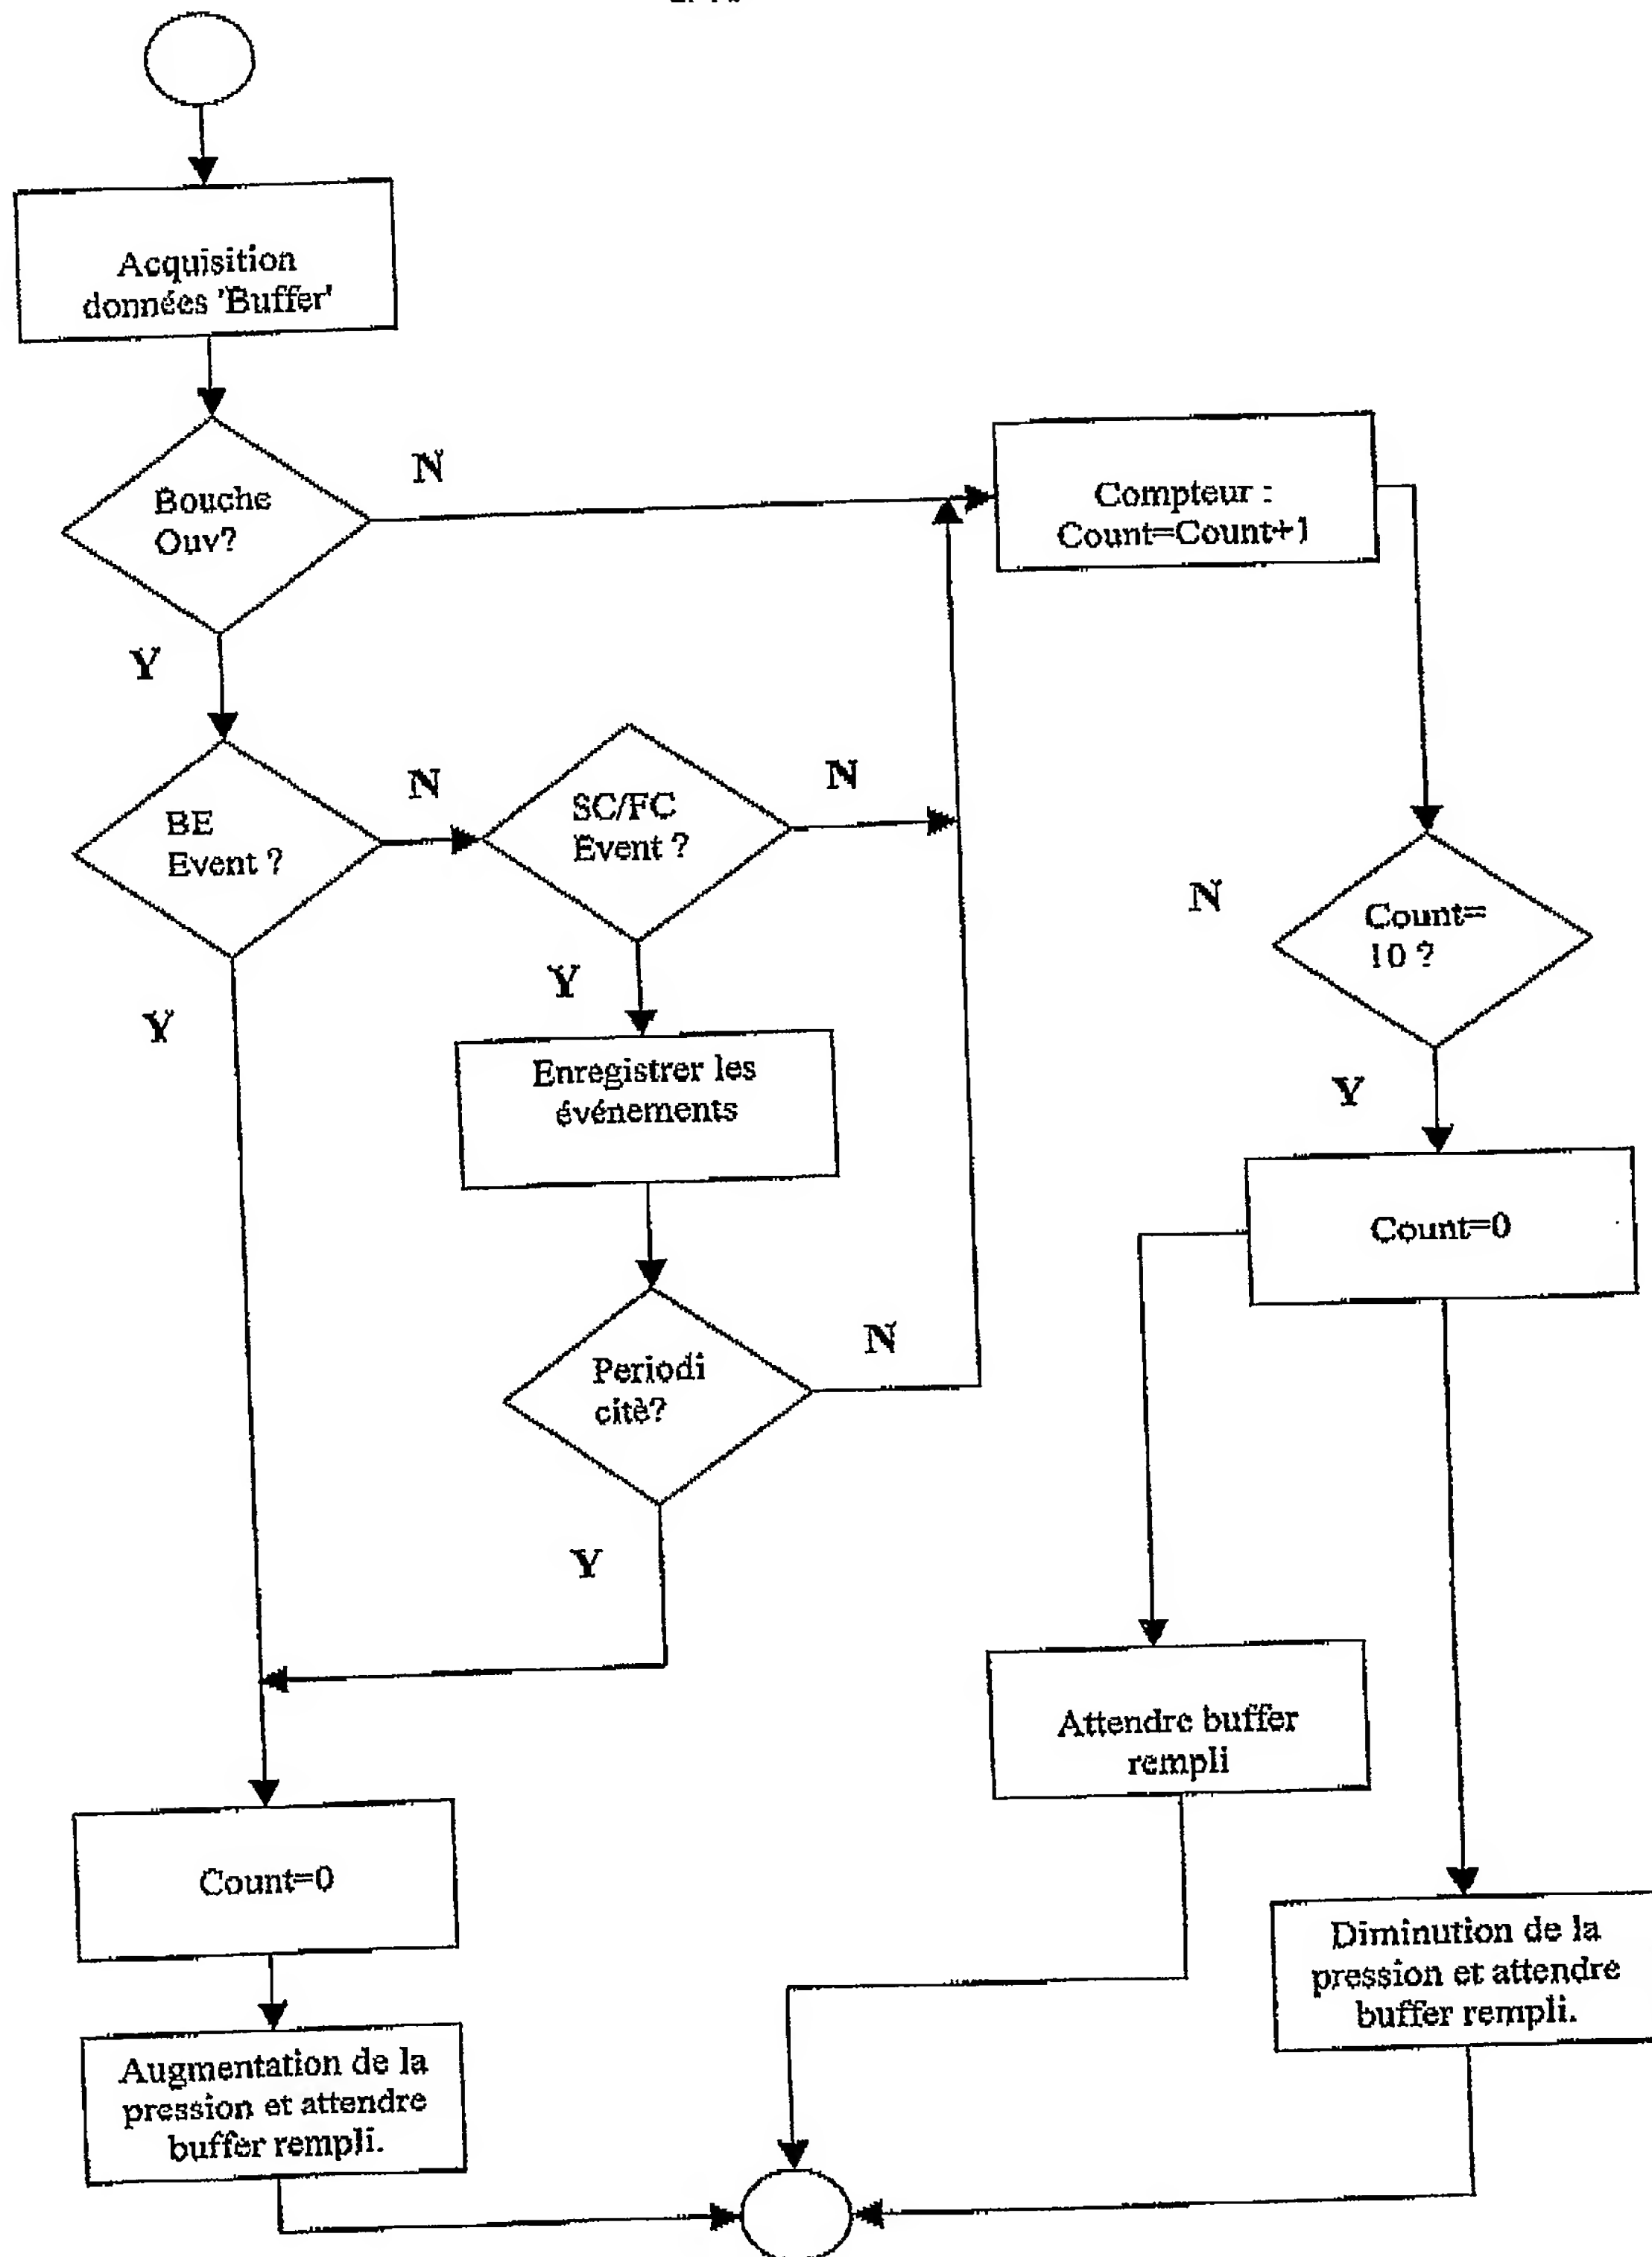 Acquisition
données 'Buffer'
Bouche
Ouv?
N
Compteur :
Count=Count+1
Y
BE
Event ?
N
SC/FC
Event ?
N
N
Count=
10 ?
Y
Y
Enregistrer les
événements
Y
Count=0
Periodi
citè?
N
Y
Attendre buffer
rempli
Count=0
Diminution de la
pression et attendre
buffer rempli.
Augmentation de la
pression et attendre
buffer rempli.